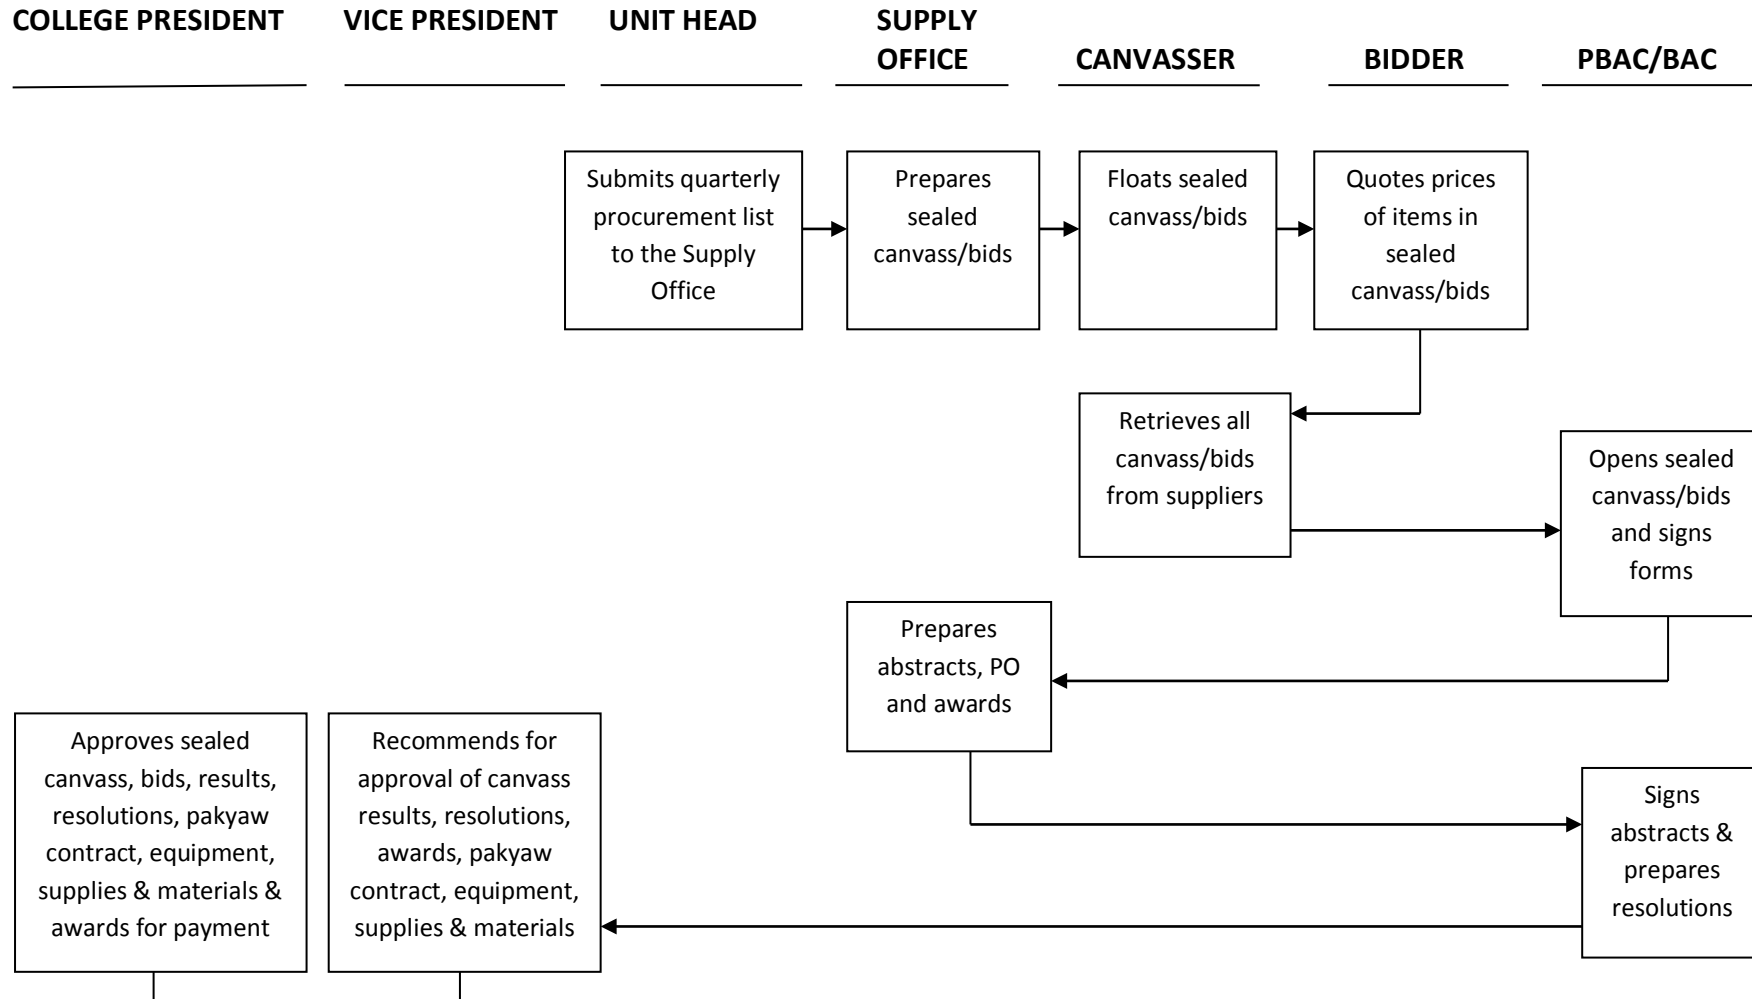 COLLEGE PRESIDENT
VICE PRESIDENT
UNIT HEAD
SUPPLY
OFFICE
CANVASSER
BIDDER
PBAC/BAC
Submits quarterly
procurement list
to the Supply
Office
Prepares
sealed
canvass/bids
Floats sealed
canvass/bids
Quotes prices
of items in
sealed
canvass/bids
Retrieves all
canvass/bids
from suppliers
Opens sealed
canvass/bids
and signs
forms
Prepares
abstracts, PO
and awards
Approves sealed
canvass, bids, results,
resolutions, pakyaw
contract, equipment,
supplies & materials &
awards for payment
Recommends for
approval of canvass
results, resolutions,
awards, pakyaw
contract, equipment,
supplies & materials
Signs
abstracts &
prepares
resolutions